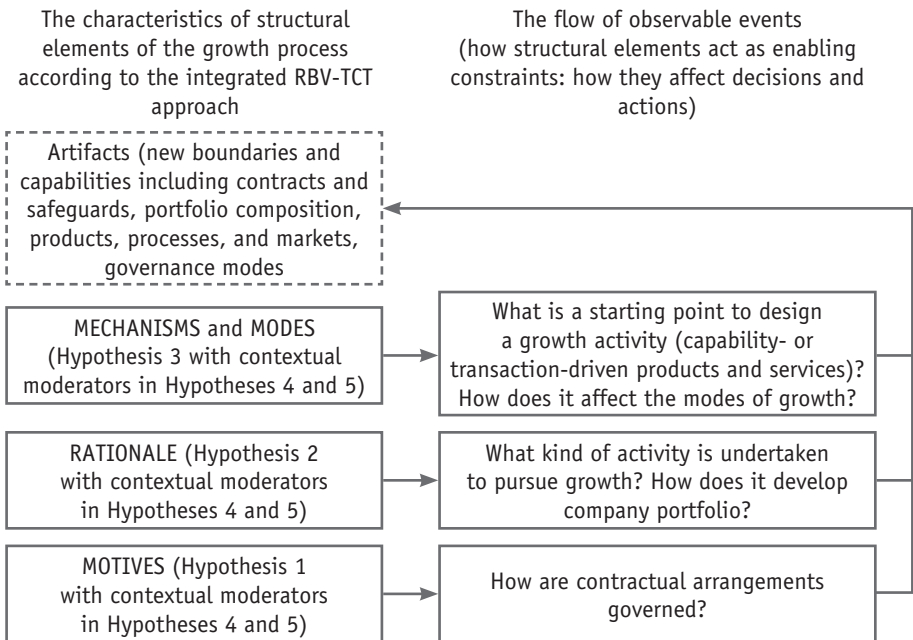 The characteristics of structural
elements of the growth process
according to the integrated RBV-TCT
approach
The flow of observable events
(how structural elements act as enabling
constraints: how they affect decisions and
actions)
Artifacts (new boundaries and
capabilities including contracts and
safeguards, portfolio composition,
products, processes, and markets,
governance modes
MECHANISMS and MODES
(Hypothesis 3 with contextual
moderators in Hypotheses 4 and 5)
What is a starting point to design
a growth activity (capability- or
transaction-driven products and services)?
How does it affect the modes of growth?
RATIONALE (Hypothesis 2
with contextual moderators
in Hypotheses 4 and 5)
What kind of activity is undertaken
to pursue growth? How does it develop
company portfolio?
MOTIVES (Hypothesis 1
with contextual moderators
in Hypotheses 4 and 5)
How are contractual arrangements
governed?